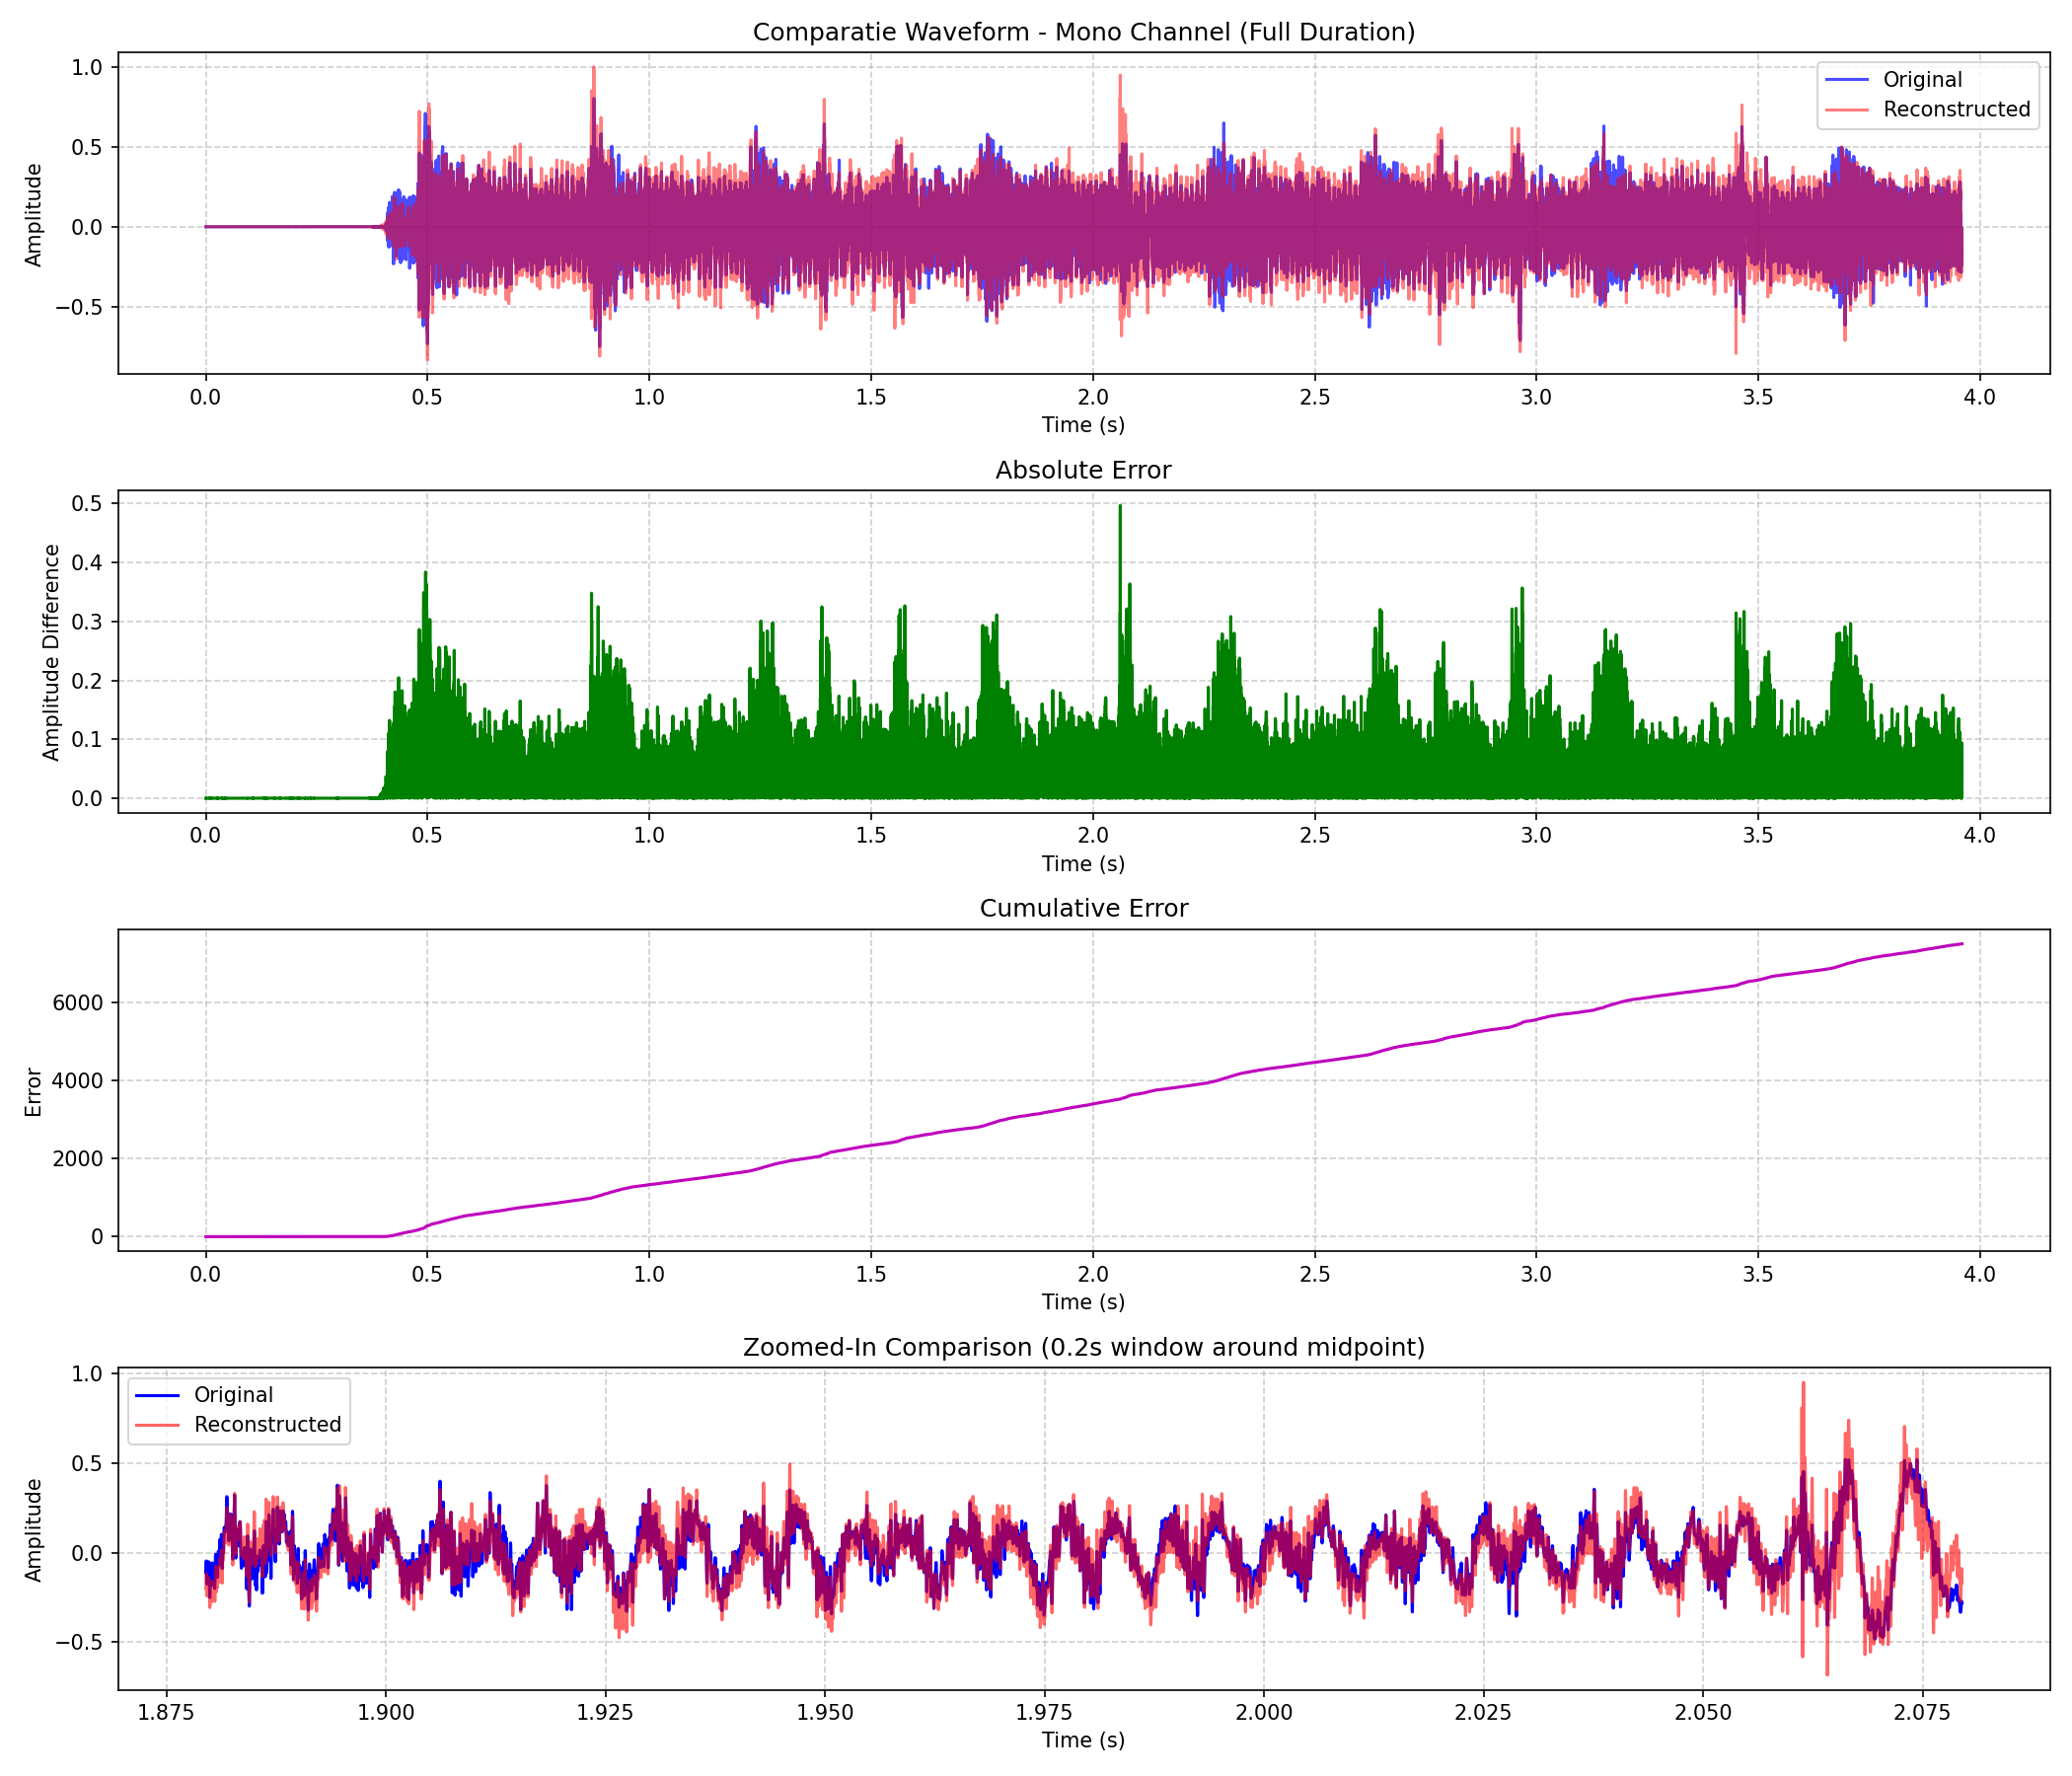 Comparatie Waveform - Mono Channel (Full Duration)
Amplitude
1.0
0.5
0.0
−0.5
Original
Reconstructed
0.0 0.5 1.0 1.5 2.0 2.5 3.0 3.5 4.0
Time (s)
Absolute Error
Amplitude Difference
0.5
0.4
0.3
0.2
0.1
0.0
0.0 0.5 1.0 1.5 2.0 2.5 3.0 3.5 4.0
Time (s)
Cumulative Error
Error
6000
4000
2000
0
0.0 0.5 1.0 1.5 2.0 2.5 3.0 3.5 4.0
Time (s)
Zoomed-In Comparison (0.2s window around midpoint)
Amplitude
1.0
0.5
0.0
−0.5
Original
Reconstructed
1.875 1.900 1.925 1.950 1.975 2.000 2.025 2.050 2.075
Time (s)